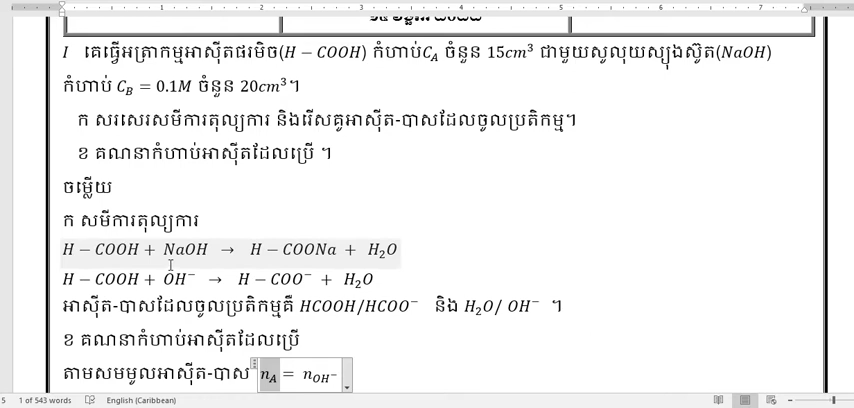 I គេធ្វើអត្រាកម្មអាស៊ីតផរមិច(H − COOH) កំហាប់C_A ចំនួន 15cm³ ជាមួយសូលុយស្យុងស៊ូត(NaOH)
កំហាប់ C_B = 0.1M ចំនួន 20cm³។
ក សរសេរសមីការតុល្យការ និងរើសគូអាស៊ីត-បាសដែលចូលប្រតិកម្ម។
ខ គណនាកំហាប់អាស៊ីតដែលប្រើ ។
ចម្លើយ
ក សមីការតុល្យការ
H − COOH + NaOH → H − COONa + H₂O
H − COOH + OH⁻ → H − COO⁻ + H₂O
អាស៊ីត-បាសដែលចូលប្រតិកម្មគឺ HCOOH/HCOO⁻ និង H₂O/ OH⁻ ។
ខ គណនាកំហាប់អាស៊ីតដែលប្រើ
តាមសមមូលអាស៊ីត-បាស n_A = n_OH⁻
5 1 of 543 words English (Caribbean)